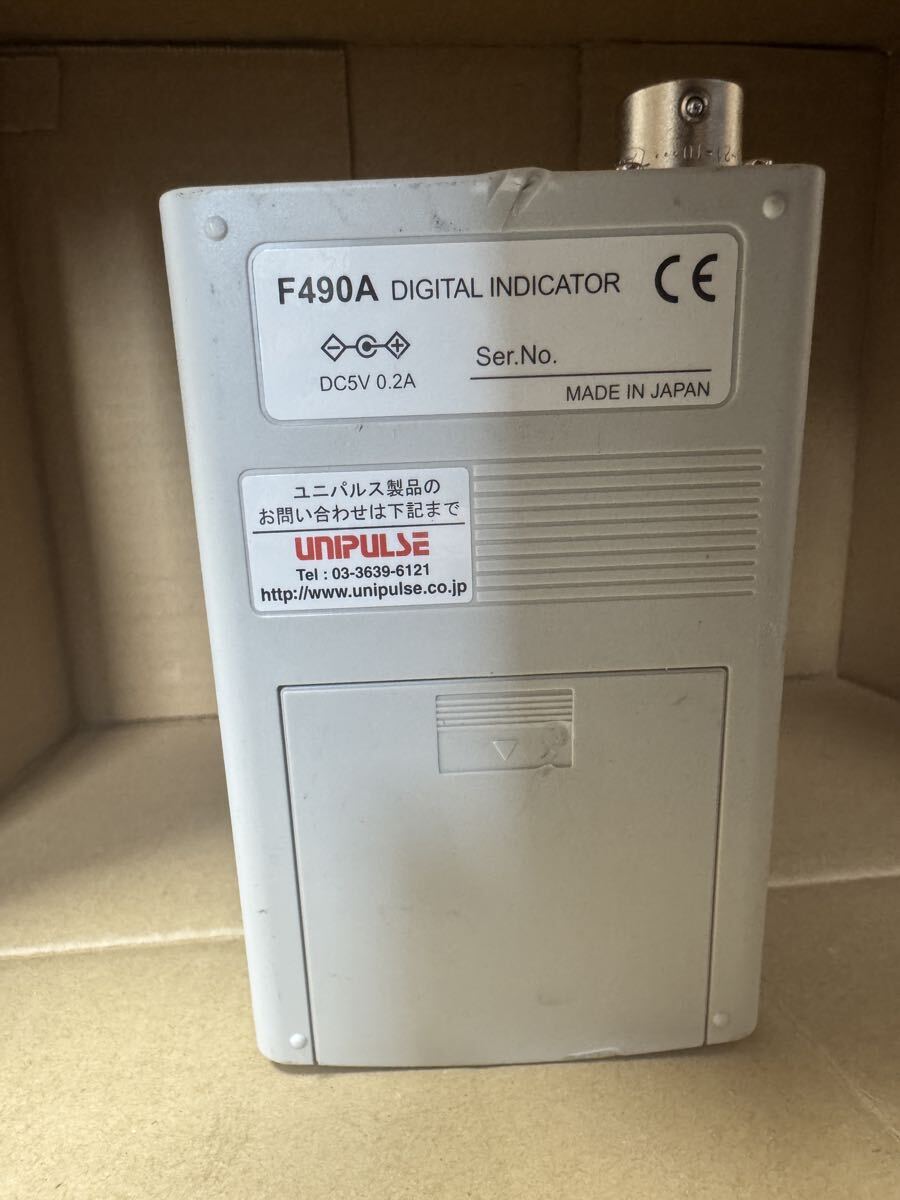 F490A DIGITAL INDICATOR CE
DC5V 0.2A
Ser.No.
MADE IN JAPAN
ユニパルス製品の
お問い合わせは下記まで
UNIPULSE
Tel : 03-3639-6121
http://www.unipulse.co.jp